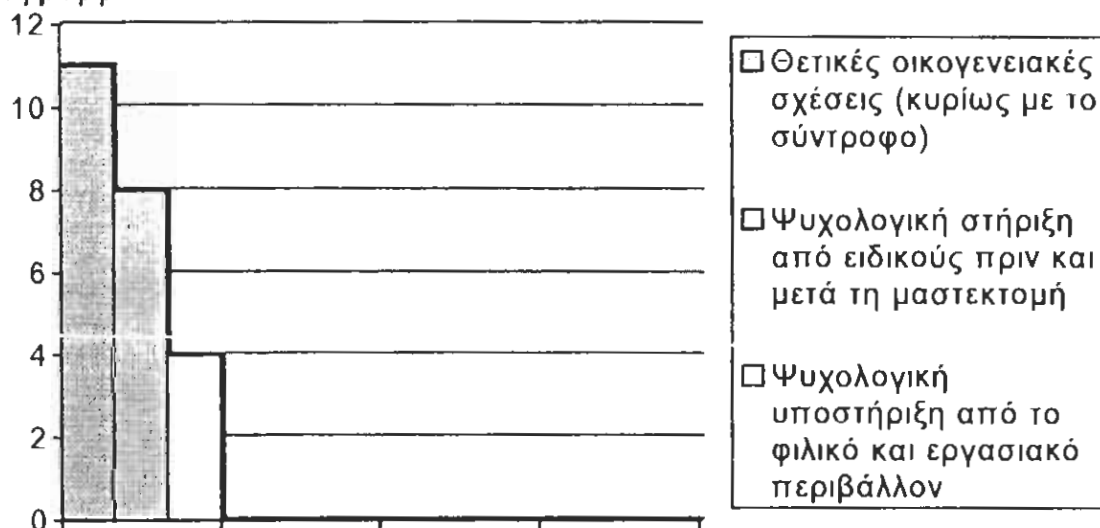 12
10
8
6
4
2
0
Θετικές οικογενειακές
σχέσεις (κυρίως με το
σύντροφο)
Ψυχολογική στήριξη
από ειδικούς πριν και
μετά τη μαστεκτομή
Ψυχολογική
υποστήριξη από το
φιλικό και εργασιακό
περιβάλλον